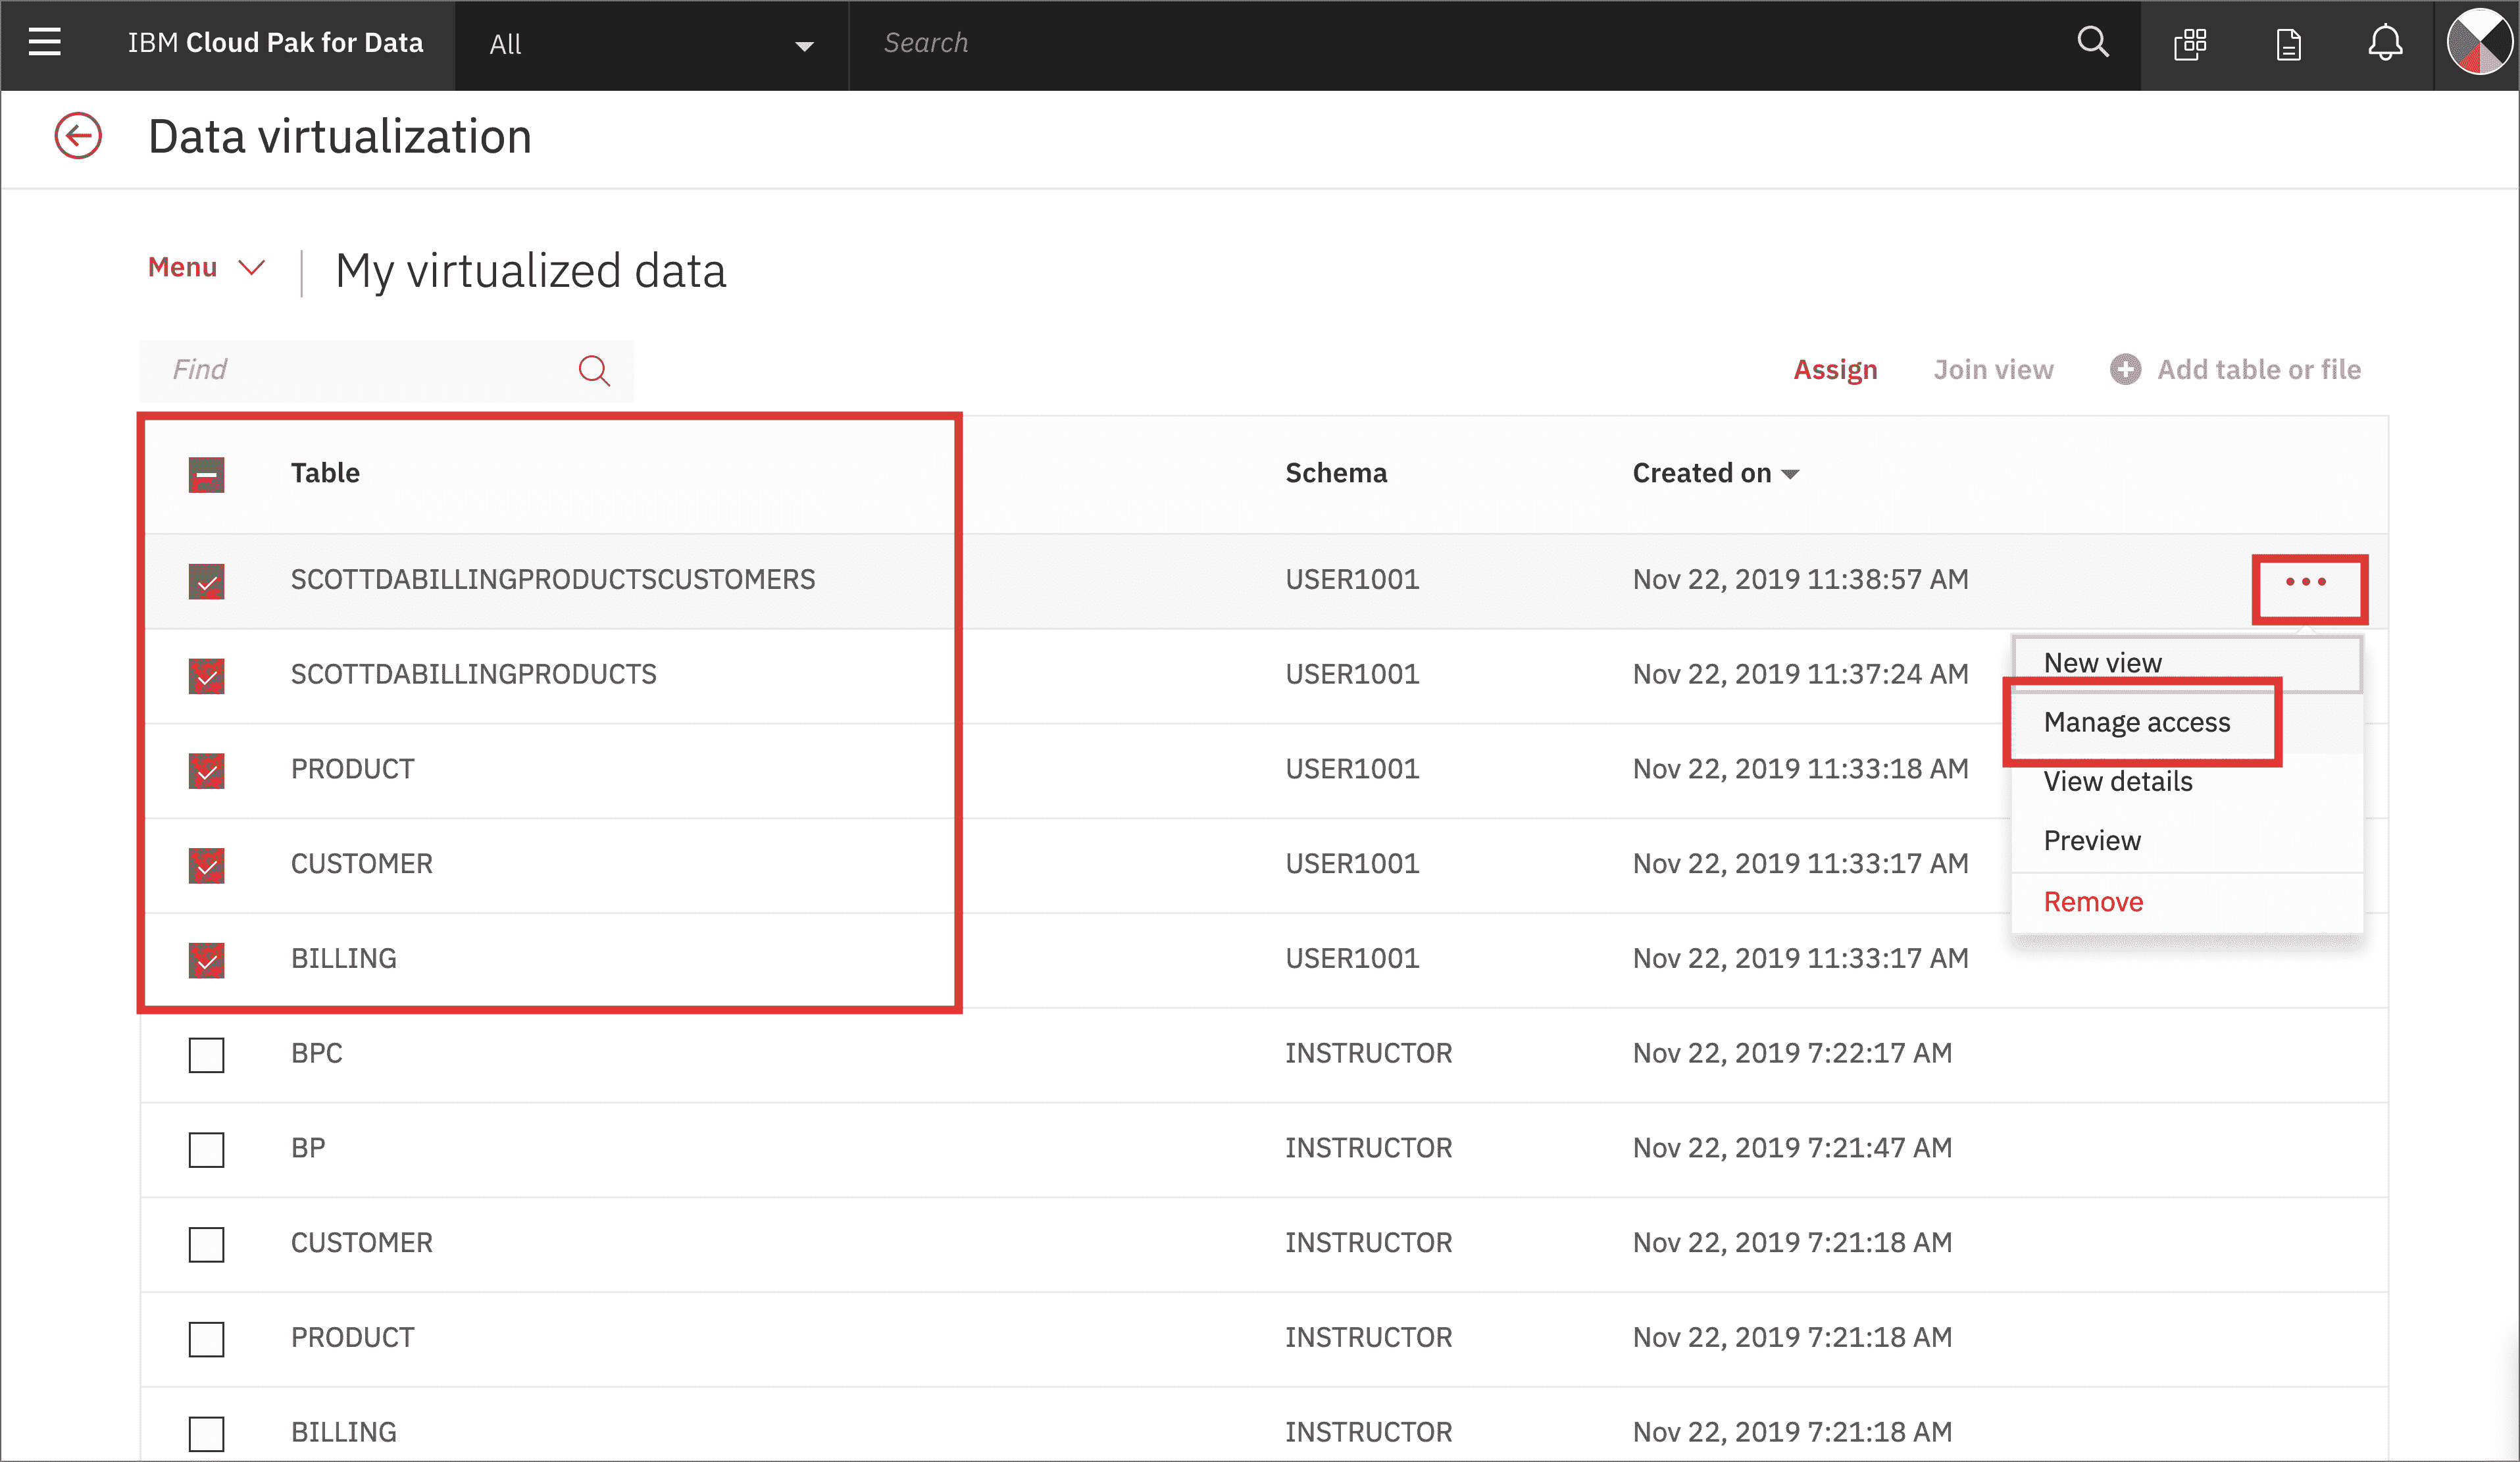 IBM Cloud Pak for Data All Search
Data virtualization
Menu My virtualized data
Find Assign Join view Add table or file
Table Schema Created on
SCOTTDABILLINGPRODUCTSCUSTOMERS USER1001 Nov 22, 2019 11:38:57 AM
SCOTTDABILLINGPRODUCTS USER1001 Nov 22, 2019 11:37:24 AM
PRODUCT USER1001 Nov 22, 2019 11:33:18 AM
CUSTOMER USER1001 Nov 22, 2019 11:33:17 AM
BILLING USER1001 Nov 22, 2019 11:33:17 AM
New view
Manage access
View details
Preview
Remove
BPC INSTRUCTOR Nov 22, 2019 7:22:17 AM
BP INSTRUCTOR Nov 22, 2019 7:21:47 AM
CUSTOMER INSTRUCTOR Nov 22, 2019 7:21:18 AM
PRODUCT INSTRUCTOR Nov 22, 2019 7:21:18 AM
BILLING INSTRUCTOR Nov 22, 2019 7:21:18 AM